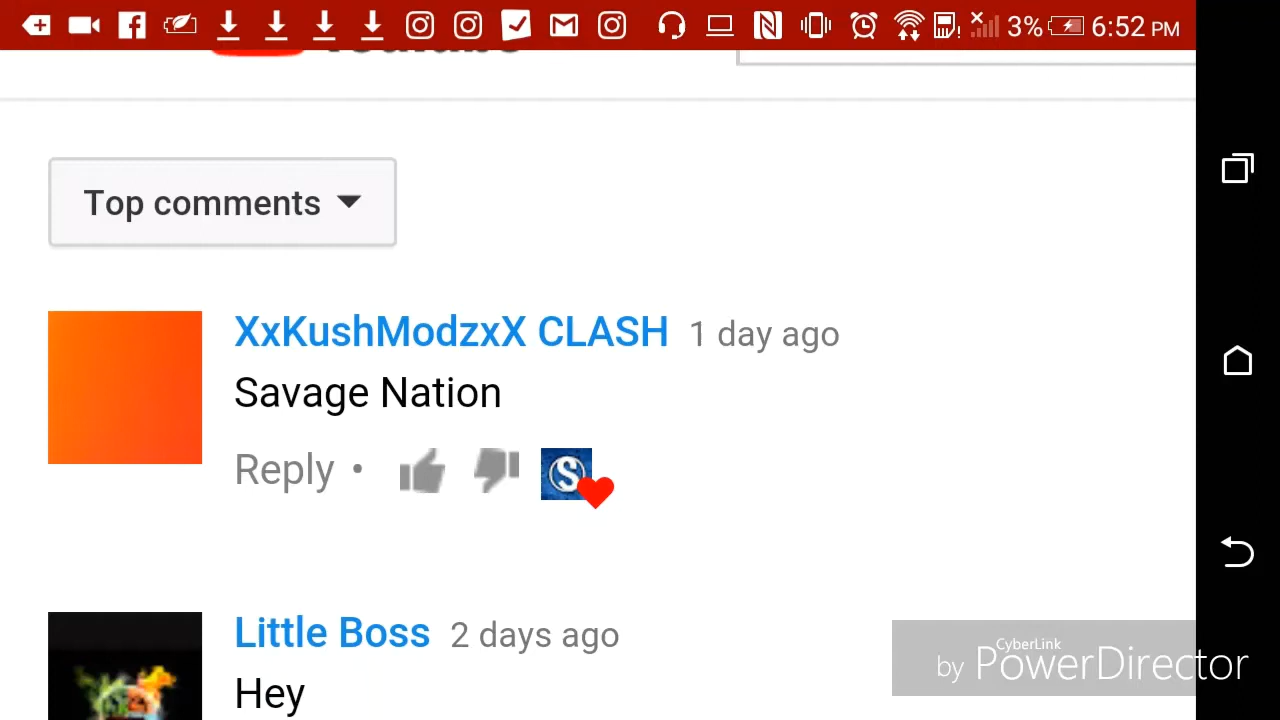 3% 6:52 PM
Top comments
XxKushModzxX CLASH 1 day ago
Savage Nation
Reply •
S
Little Boss 2 days ago
Hey
CyberLink
by PowerDirector